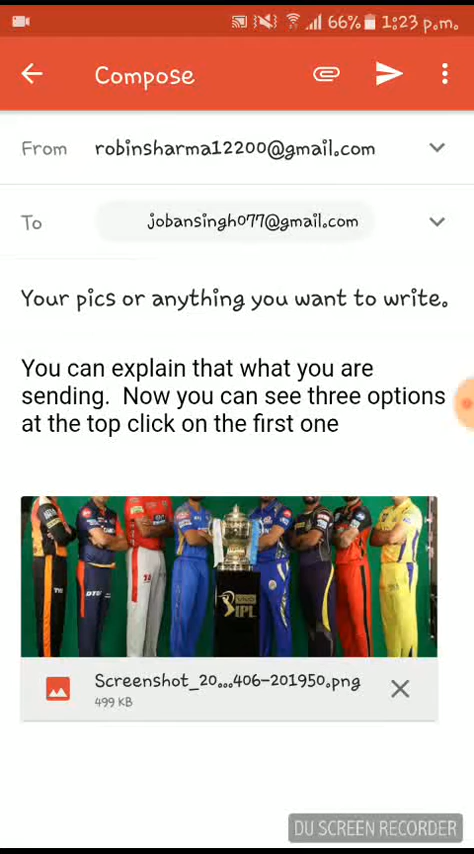 66% 1:23 p.m.
Compose
From robinsharma12200@gmail.com
To jobansingh077@gmail.com
Your pics or anything you want to write.
You can explain that what you are
sending. Now you can see three options
at the top click on the first one
VIVO
IPL
Screenshot_20...406-201950.png
499 KB
DU SCREEN RECORDER